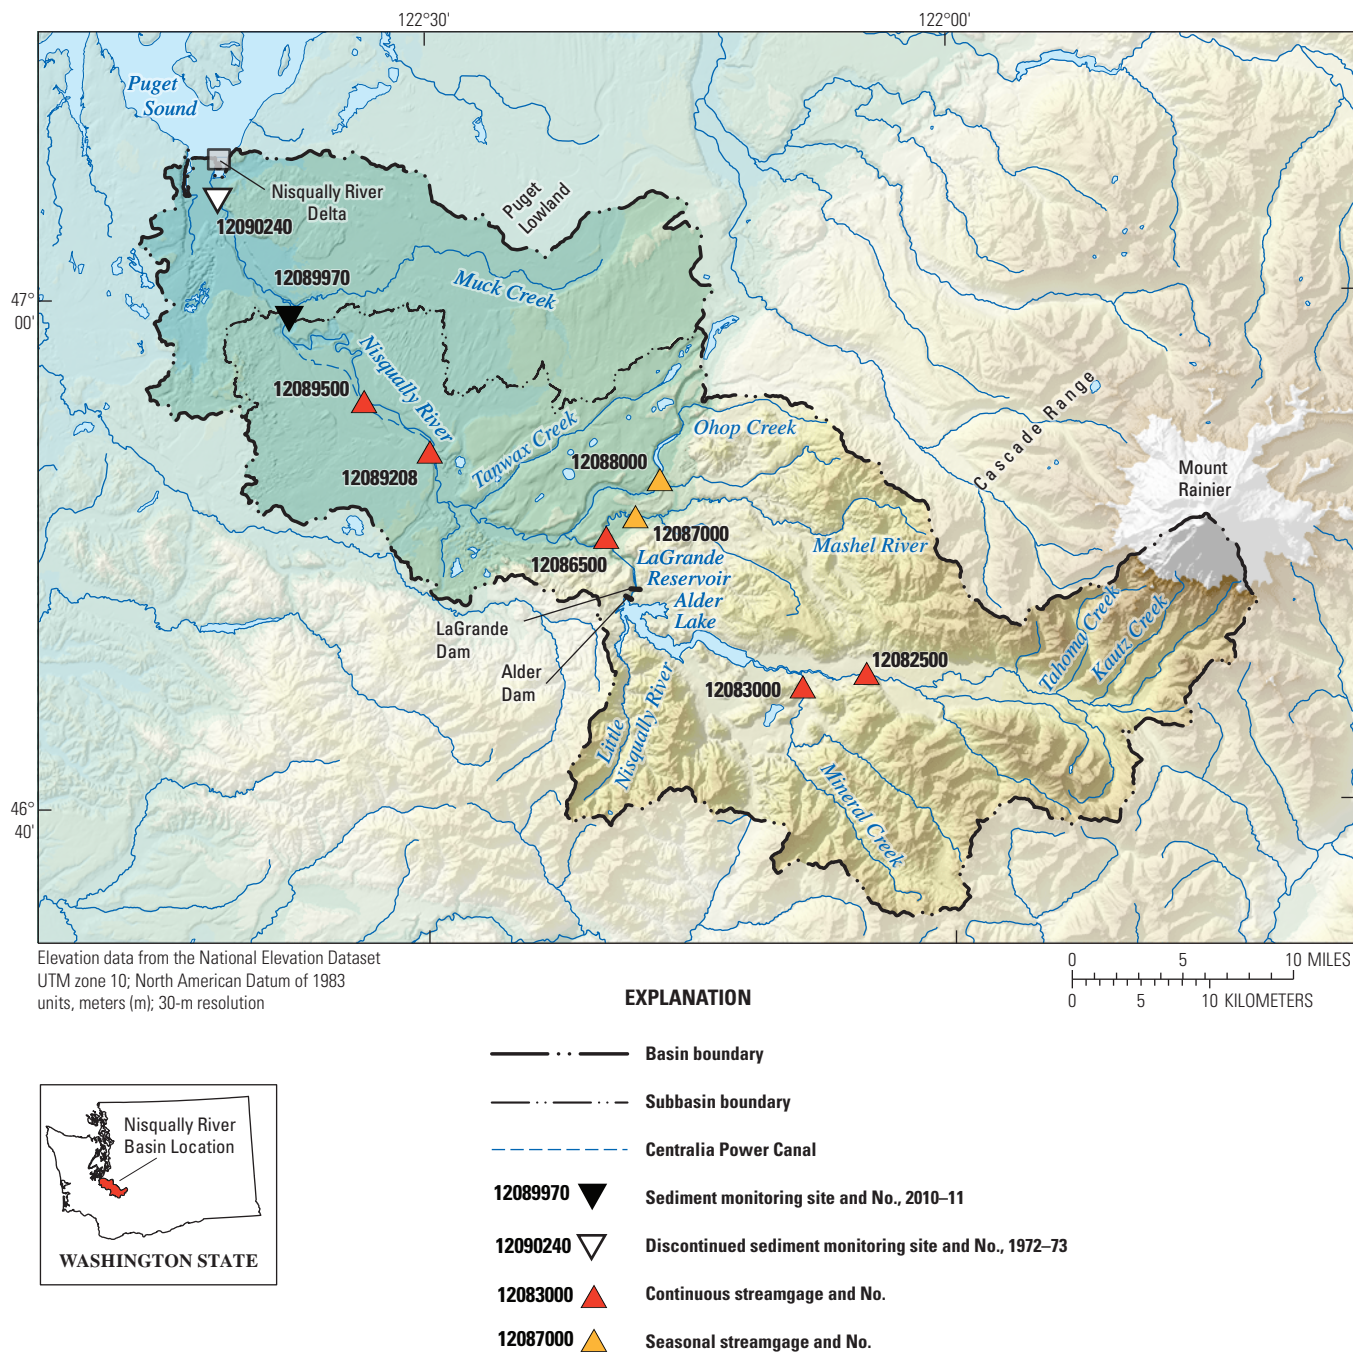 122°30'
122°00'
Puget
Sound
Nisqually River
Delta
Puget
Lowland
12090240
12089970
Muck Creek
47°
00'
Nisqually River
12089500
Cascade Range
Tanwax Creek
Ohop Creek
12088000
12089208
Mount
Rainier
12087000
Mashel River
12086500
LaGrande
Reservoir
Alder
Lake
LaGrande
Dam
Tahoma Creek
Kautz Creek
Alder
Dam
12082500
12083000
Little
Nisqually River
Mineral Creek
46°
40'
Elevation data from the National Elevation Dataset
UTM zone 10; North American Datum of 1983
units, meters (m); 30-m resolution
0 5 10 MILES
0 5 10 KILOMETERS
EXPLANATION
Basin boundary
Subbasin boundary
Centralia Power Canal
12089970 Sediment monitoring site and No., 2010–11
12090240 Discontinued sediment monitoring site and No., 1972–73
12083000 Continuous streamgage and No.
12087000 Seasonal streamgage and No.
Nisqually River
Basin Location
WASHINGTON STATE